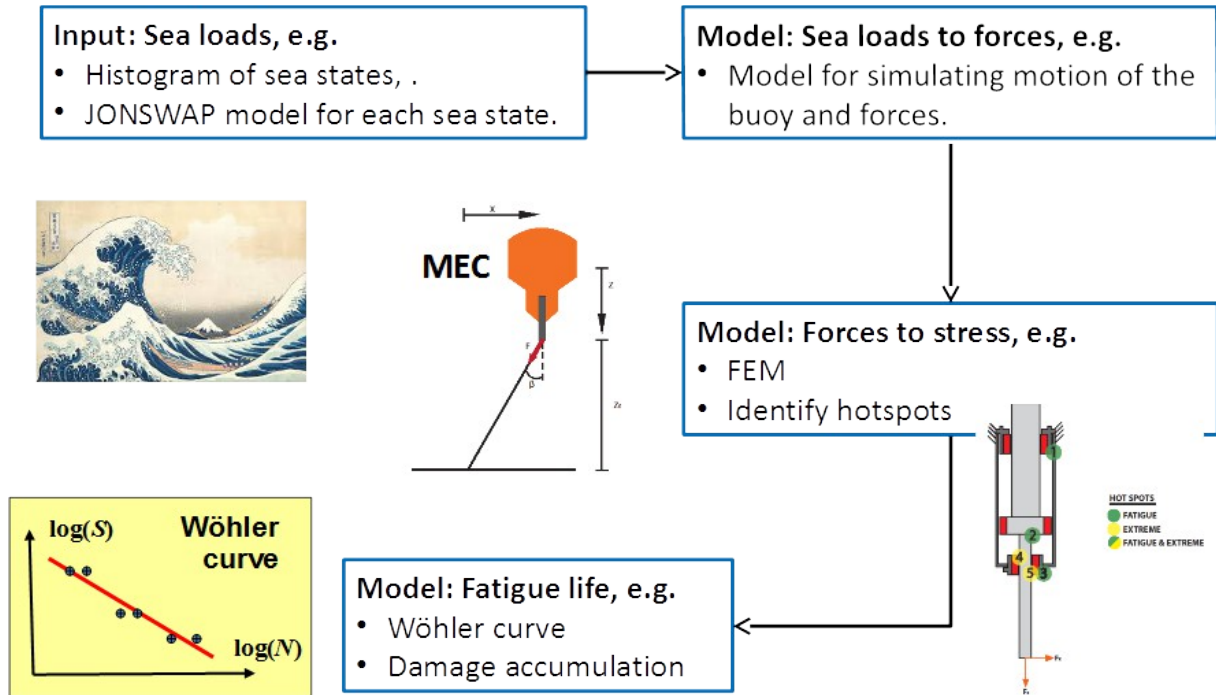 Input: Sea loads, e.g.
• Histogram of sea states, .
• JONSWAP model for each sea state.
Model: Sea loads to forces, e.g.
• Model for simulating motion of the
buoy and forces.
x
MEC
z
F
β
Model: Forces to stress, e.g.
• FEM
• Identify hotspots
1
2
4
5
3
HOT SPOTS
FATIGUE
EXTREME
FATIGUE & EXTREME
Wöhler
curve
log(S)
log(N)
Model: Fatigue life, e.g.
• Wöhler curve
• Damage accumulation